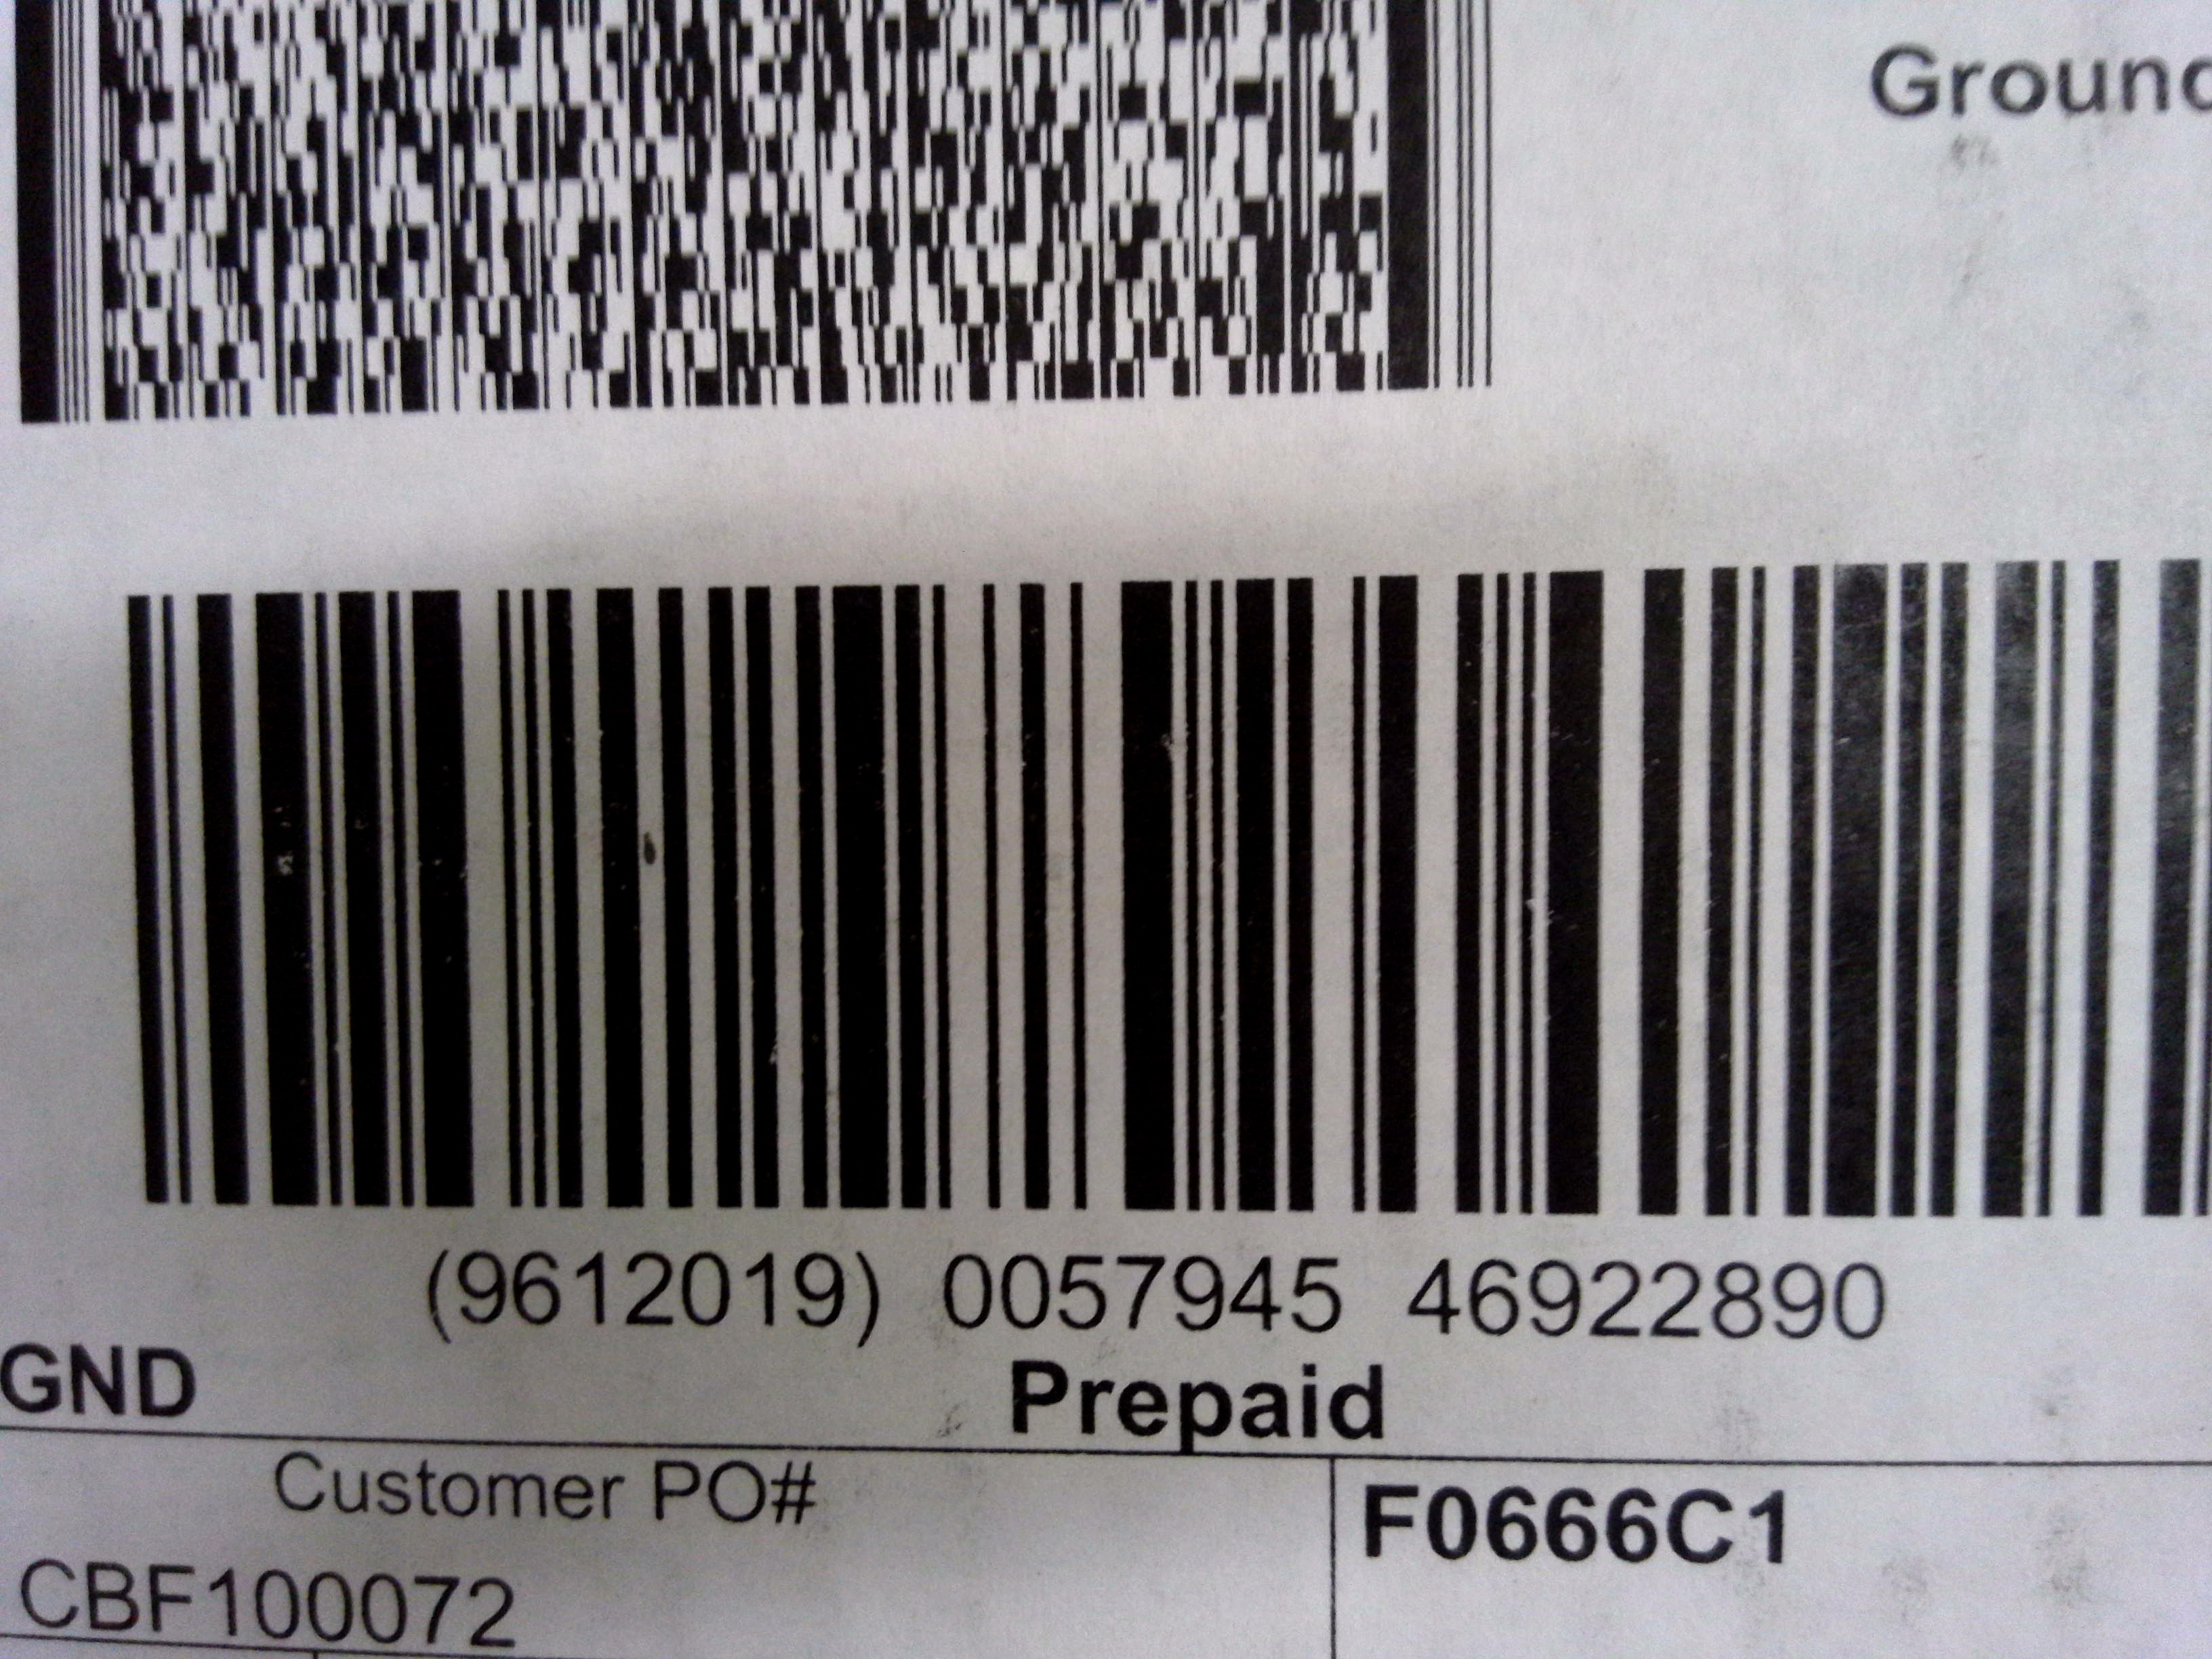 Ground
(9612019) 0057945 46922890
GND Prepaid
Customer PO#
F0666C1
CBF100072